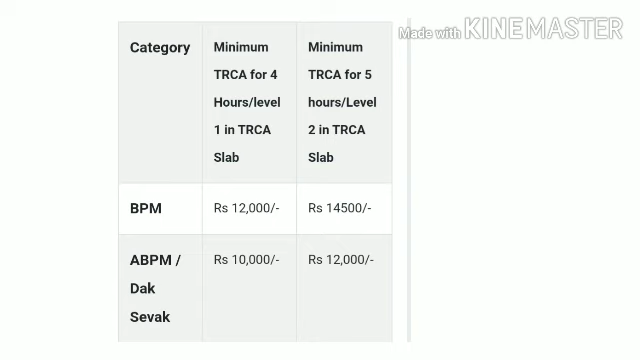 Made with KINEMASTER
Category
Minimum
TRCA for 4
Hours/level
1 in TRCA
Slab
Minimum
TRCA for 5
hours/Level
2 in TRCA
Slab
BPM
Rs 12,000/-
Rs 14500/-
ABPM /
Dak
Sevak
Rs 10,000/-
Rs 12,000/-